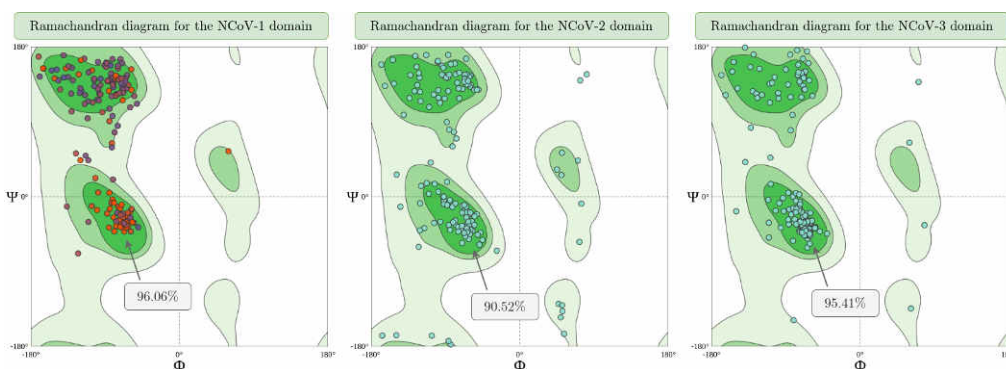 Ramachandran diagram for the NCoV-1 domain
Ramachandran diagram for the NCoV-2 domain
Ramachandran diagram for the NCoV-3 domain
180°
180°
180°
Ψ 0°
Ψ 0°
Ψ 0°
96.06%
90.52%
95.41%
-180°
-180°
-180°
-180° 0° 180°
-180° 0° 180°
-180° 0° 180°
Φ
Φ
Φ